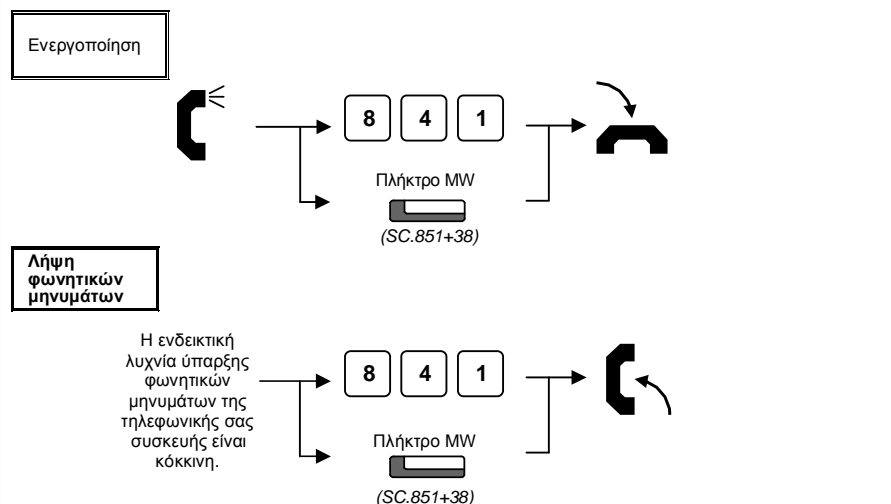 Ενεργοποίηση
8 4 1
Πλήκτρο MW
(SC.851+38)
Λήψη
φωνητικών
μηνυμάτων
Η ενδεικτική
λυχνία ύπαρξης
φωνητικών
μηνυμάτων της
τηλεφωνικής σας
συσκευής είναι
κόκκινη.
8 4 1
Πλήκτρο MW
(SC.851+38)